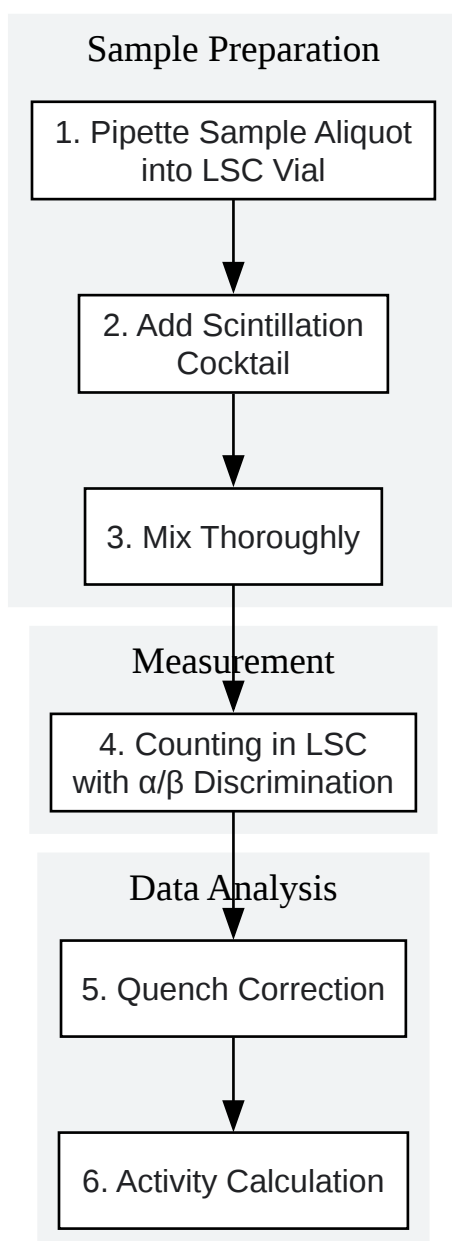 Sample Preparation
1. Pipette Sample Aliquot
into LSC Vial
2. Add Scintillation
Cocktail
3. Mix Thoroughly
Measurement
4. Counting in LSC
with α/β Discrimination
Data Analysis
5. Quench Correction
6. Activity Calculation